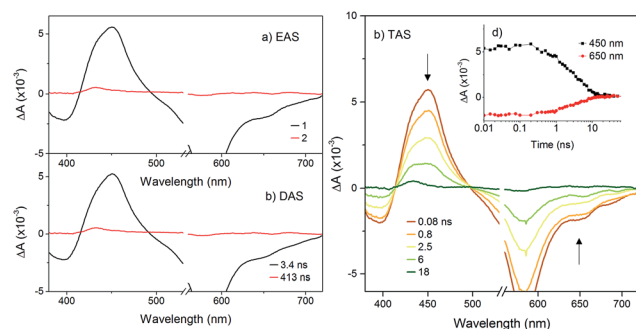 a) EAS
ΔA (x10⁻³)
5
0
-5
400
500
600
700
Wavelength (nm)
1
2
b) DAS
ΔA (x10⁻³)
5
0
-5
400
500
600
700
Wavelength (nm)
3.4 ns
413 ns
b) TAS
ΔA (x10⁻³)
10
5
0
-5
400
450
500
600
650
700
Wavelength (nm)
0.08 ns
0.8
2.5
6
18
d)
450 nm
650 nm
ΔA (x10⁻³)
5
0
0.01
0.1
1
10
Time (ns)